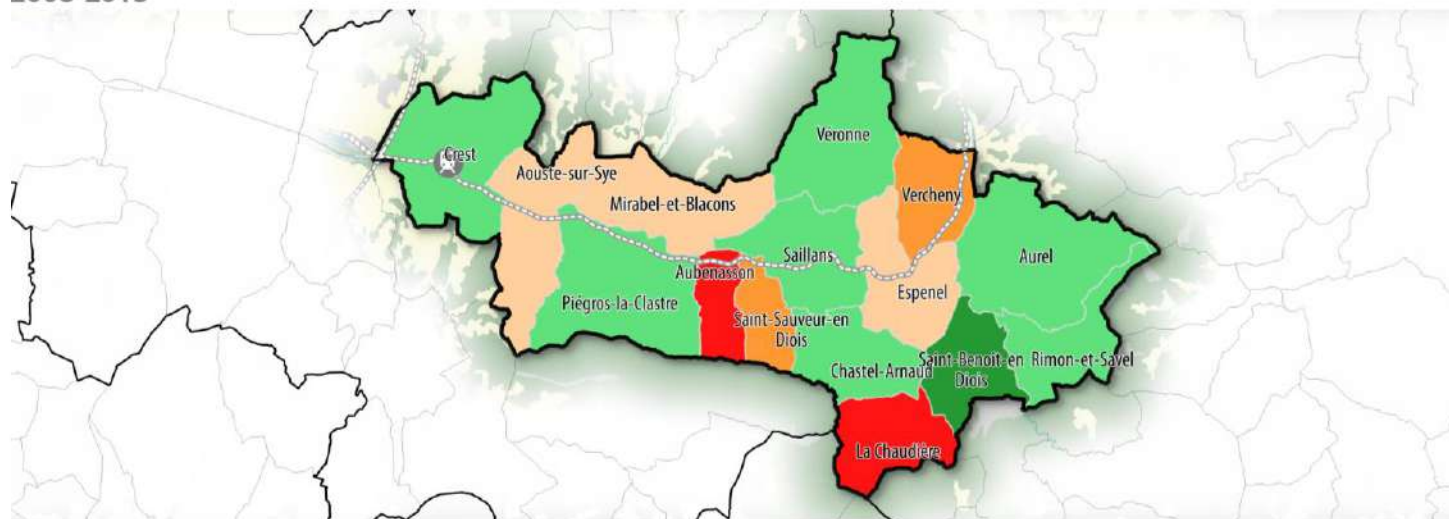 Véronne
Crest
Aouste-sur-Sye
Vercheny
Mirabel-et-Blacons
Saillans
Aurel
Aubenasson
Espenel
Piégros-la-Clastre
Saint-Sauveur-en
Diois
Chastel-Arnaud
Saint-Benoit-en
Diois
Rimon-et-Savel
La Chaudière